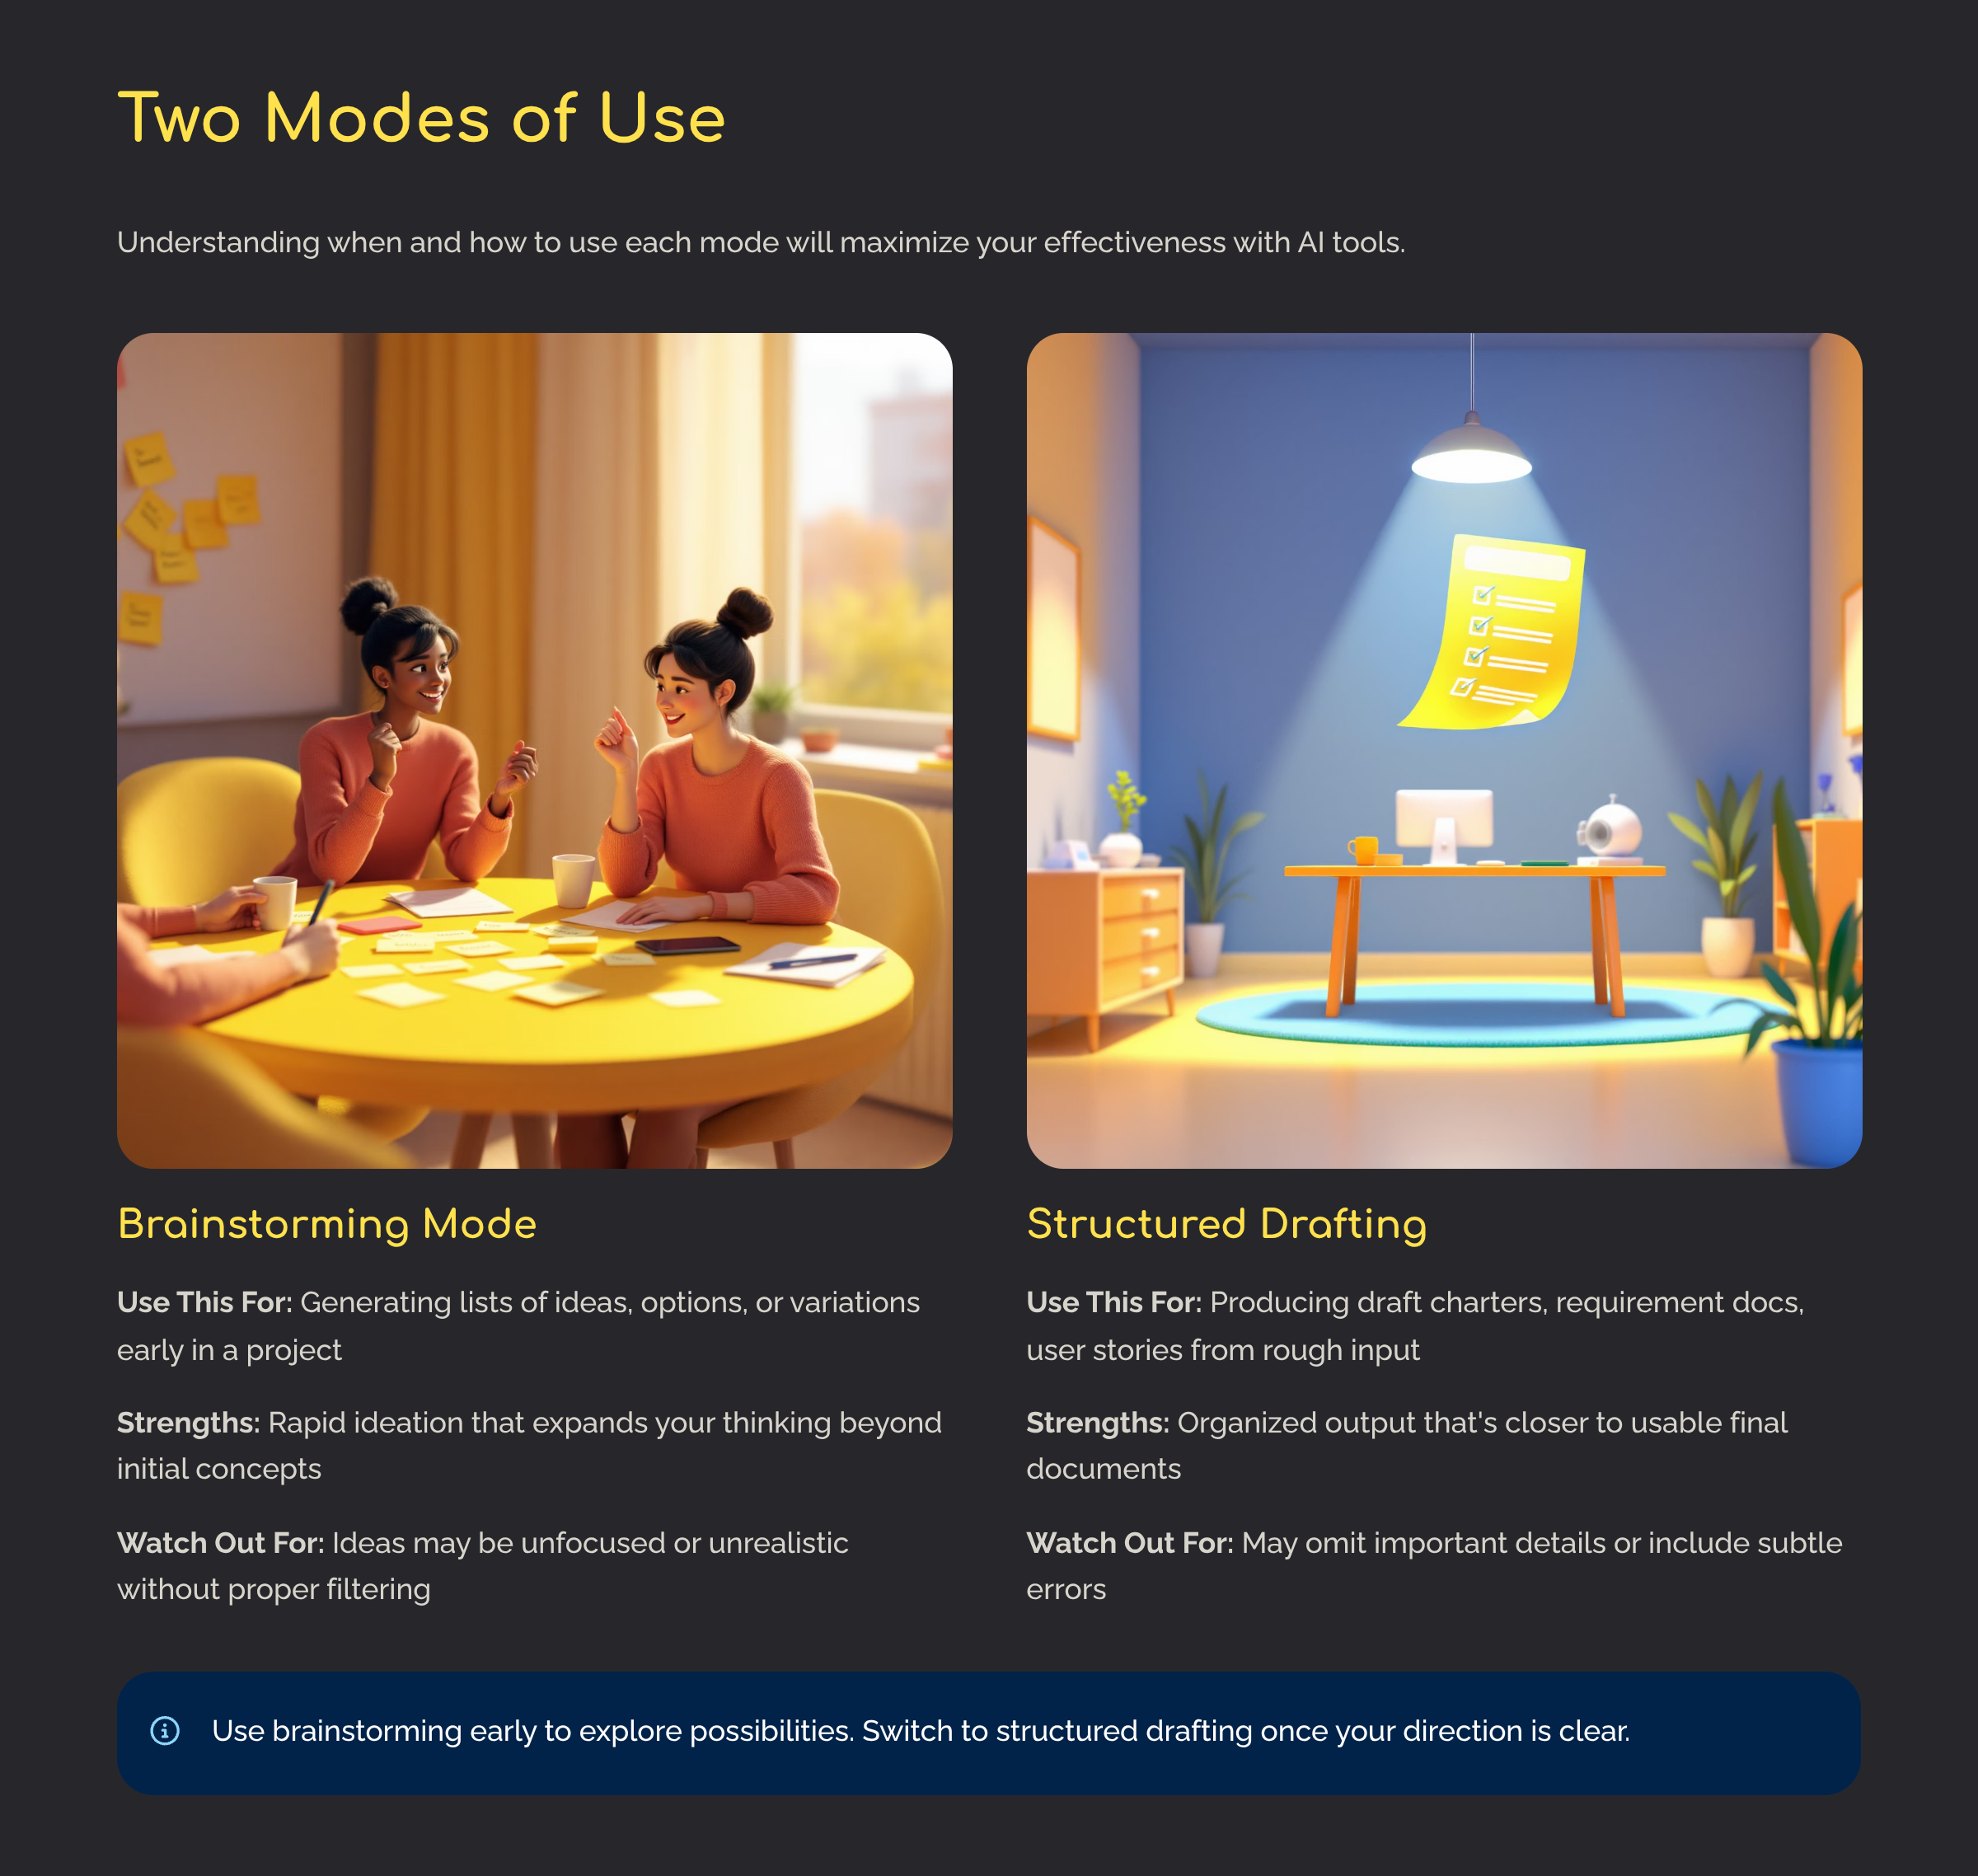 Two Modes of Use
Understanding when and how to use each mode will maximize your effectiveness with AI tools.
Brainstorming Mode
Use This For: Generating lists of ideas, options, or variations
early in a project
Strengths: Rapid ideation that expands your thinking beyond
initial concepts
Watch Out For: Ideas may be unfocused or unrealistic
without proper filtering
Structured Drafting
Use This For: Producing draft charters, requirement docs,
user stories from rough input
Strengths: Organized output that's closer to usable final
documents
Watch Out For: May omit important details or include subtle
errors
Use brainstorming early to explore possibilities. Switch to structured drafting once your direction is clear.